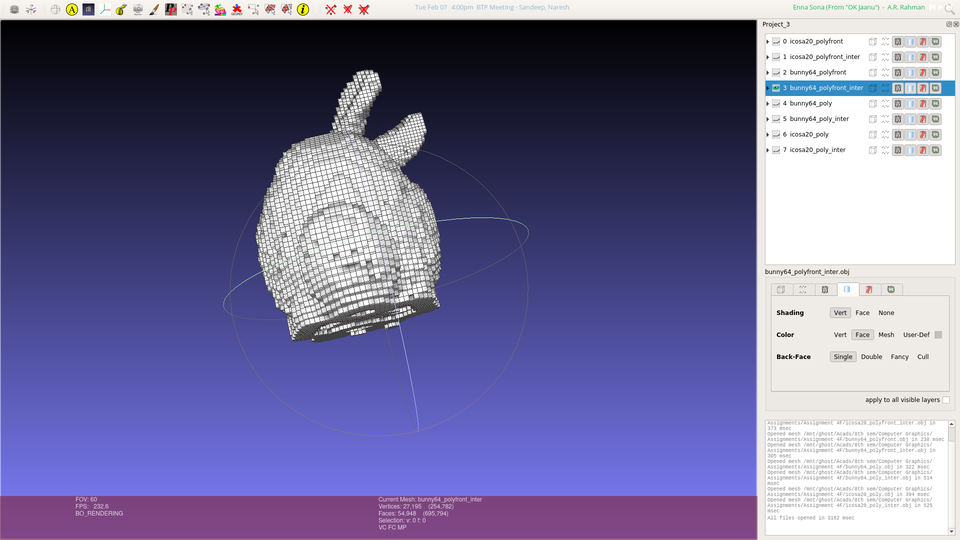 Tue Feb 07 4:00pm BTP Meeting - Sandeep, Naresh
Enna Sona (From "OK Jaanu") - A.R. Rahman
Project_3
0 icosa20_polyfront
1 icosa20_polyfront_inter
2 bunny64_polyfront
3 bunny64_polyfront_inter
4 bunny64_poly
5 bunny64_poly_inter
6 icosa20_poly
7 icosa20_poly_inter
bunny64_polyfront_inter.obj
Shading Vert Face None
Color Vert Face Mesh User-Def
Back-Face Single Double Fancy Cull
apply to all visible layers
Assignments/Assignment 4F/icosa20_polyfront_inter.obj in
373 msec
Opened mesh /mnt/ghost/Acads/8th sem/Computer Graphics/
Assignments/Assignment 4F/bunny64_polyfront.obj in 238 msec
Opened mesh /mnt/ghost/Acads/8th sem/Computer Graphics/
Assignments/Assignment 4F/bunny64_polyfront_inter.obj in
305 msec
Opened mesh /mnt/ghost/Acads/8th sem/Computer Graphics/
Assignments/Assignment 4F/bunny64_poly.obj in 322 msec
Opened mesh /mnt/ghost/Acads/8th sem/Computer Graphics/
Assignments/Assignment 4F/bunny64_poly_inter.obj in 514
msec
Opened mesh /mnt/ghost/Acads/8th sem/Computer Graphics/
Assignments/Assignment 4F/icosa20_poly.obj in 394 msec
Opened mesh /mnt/ghost/Acads/8th sem/Computer Graphics/
Assignments/Assignment 4F/icosa20_poly_inter.obj in 525
msec
All files opened in 3182 msec
FOV: 60
FPS: 232.6
BO_RENDERING
Current Mesh: bunny64_polyfront_inter
Vertices: 27,195 (254,782)
Faces: 54,948 (695,794)
Selection: v: 0 f: 0
VC FC MP